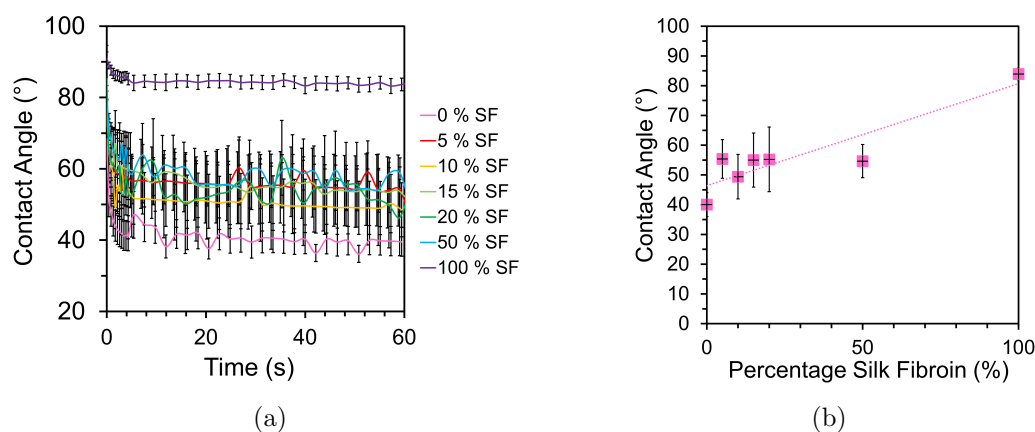 100
80
60
40
20
Contact Angle (°)
0
20
40
60
Time (s)
0 % SF
5 % SF
10 % SF
15 % SF
20 % SF
50 % SF
100 % SF
(a)
100
90
80
70
60
50
40
30
20
10
0
Contact Angle (°)
0
50
100
Percentage Silk Fibroin (%)
(b)